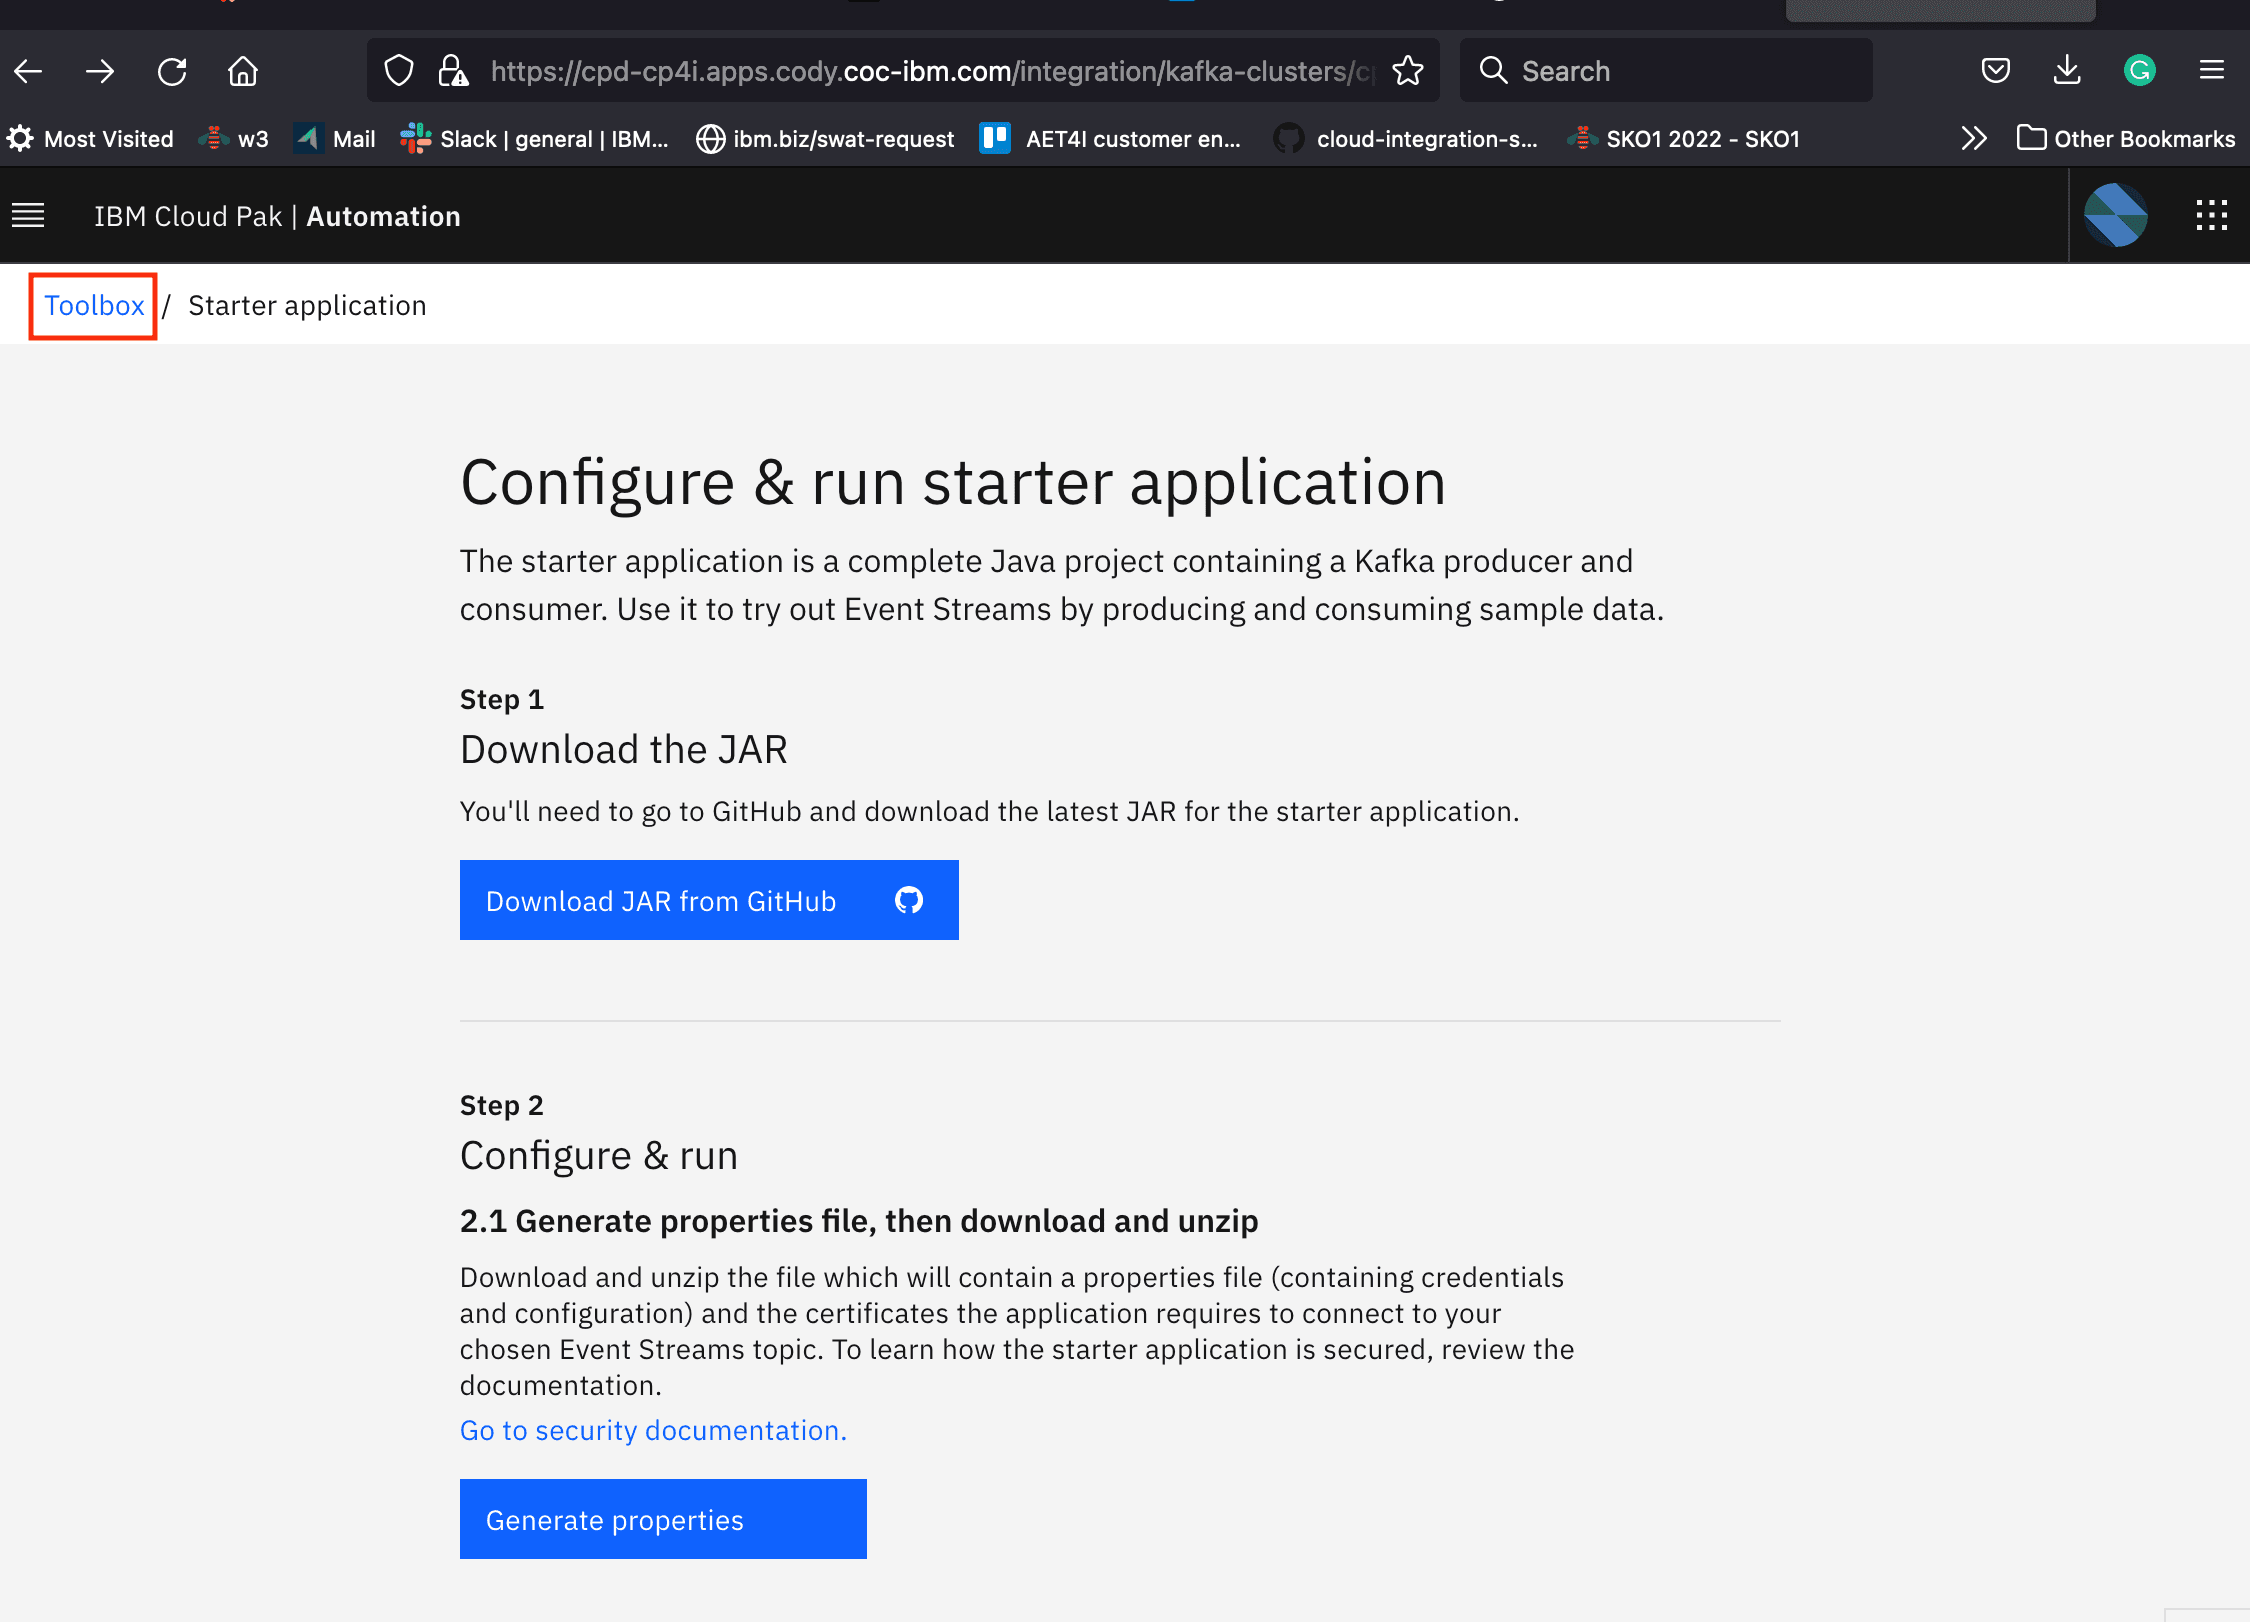 https://cpd-cp4i.apps.cody.coc-ibm.com/integration/kafka-clusters/cp
Search
Most Visited
w3
Mail
Slack | general | IBM...
ibm.biz/swat-request
AET4I customer en...
cloud-integration-s...
SKO1 2022 - SKO1
Other Bookmarks
IBM Cloud Pak | Automation
Toolbox / Starter application
Configure & run starter application
The starter application is a complete Java project containing a Kafka producer and
consumer. Use it to try out Event Streams by producing and consuming sample data.
Step 1
Download the JAR
You'll need to go to GitHub and download the latest JAR for the starter application.
Download JAR from GitHub
Step 2
Configure & run
2.1 Generate properties file, then download and unzip
Download and unzip the file which will contain a properties file (containing credentials
and configuration) and the certificates the application requires to connect to your
chosen Event Streams topic. To learn how the starter application is secured, review the
documentation.
Go to security documentation.
Generate properties